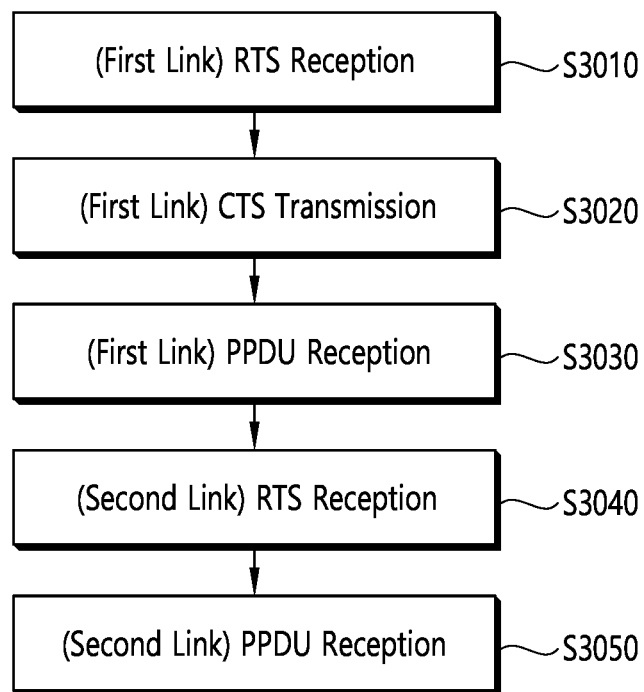 (First Link) RTS Reception
S3010
(First Link) CTS Transmission
S3020
(First Link) PPDU Reception
S3030
(Second Link) RTS Reception
S3040
(Second Link) PPDU Reception
S3050